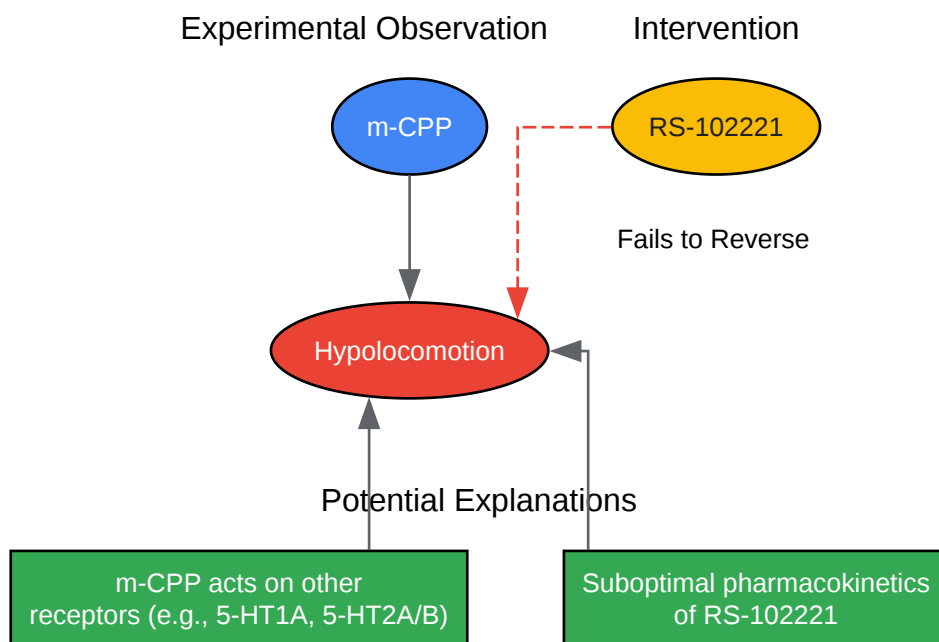 Experimental Observation
Intervention
m-CPP
RS-102221
Fails to Reverse
Hypolocomotion
Potential Explanations
m-CPP acts on other
receptors (e.g., 5-HT1A, 5-HT2A/B)
Suboptimal pharmacokinetics
of RS-102221